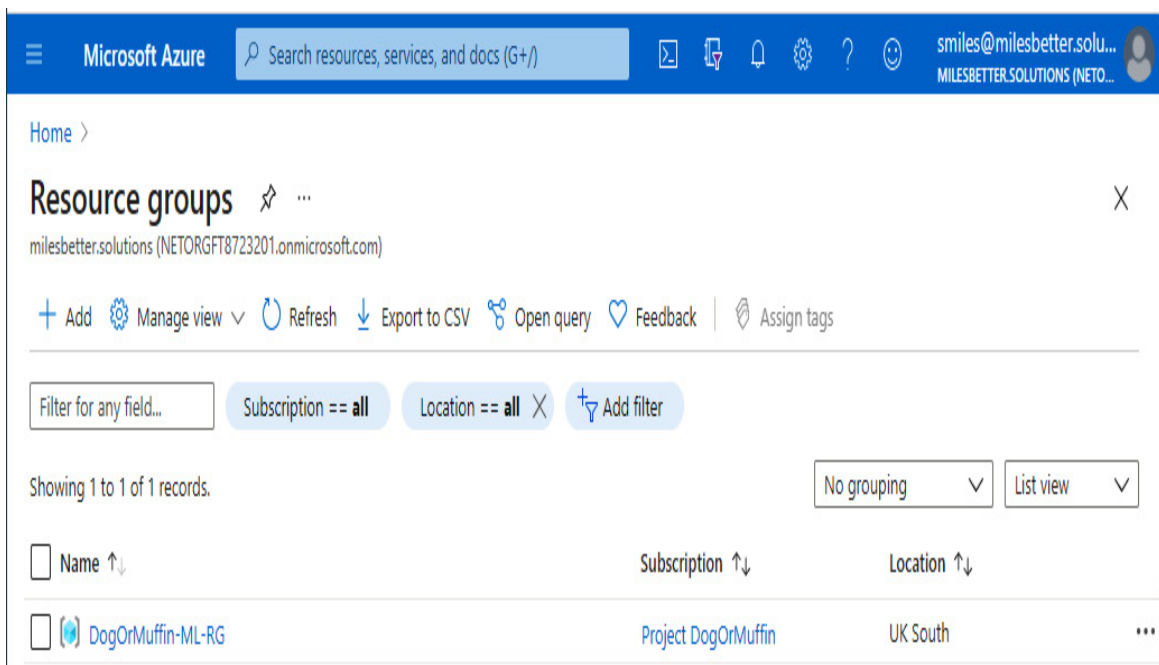 Microsoft Azure
Search resources, services, and docs (G+/)
smiles@milesbetter.solu...
MILESBETTER.SOLUTIONS (NETO...
Home >
Resource groups ...
milesbetter.solutions (NETORGFT8723201.onmicrosoft.com)
+ Add Manage view Refresh Export to CSV Open query Feedback | Assign tags
Filter for any field... Subscription == all Location == all Add filter
Showing 1 to 1 of 1 records. No grouping List view
Name Subscription Location
DogOrMuffin-ML-RG Project DogOrMuffin UK South ...